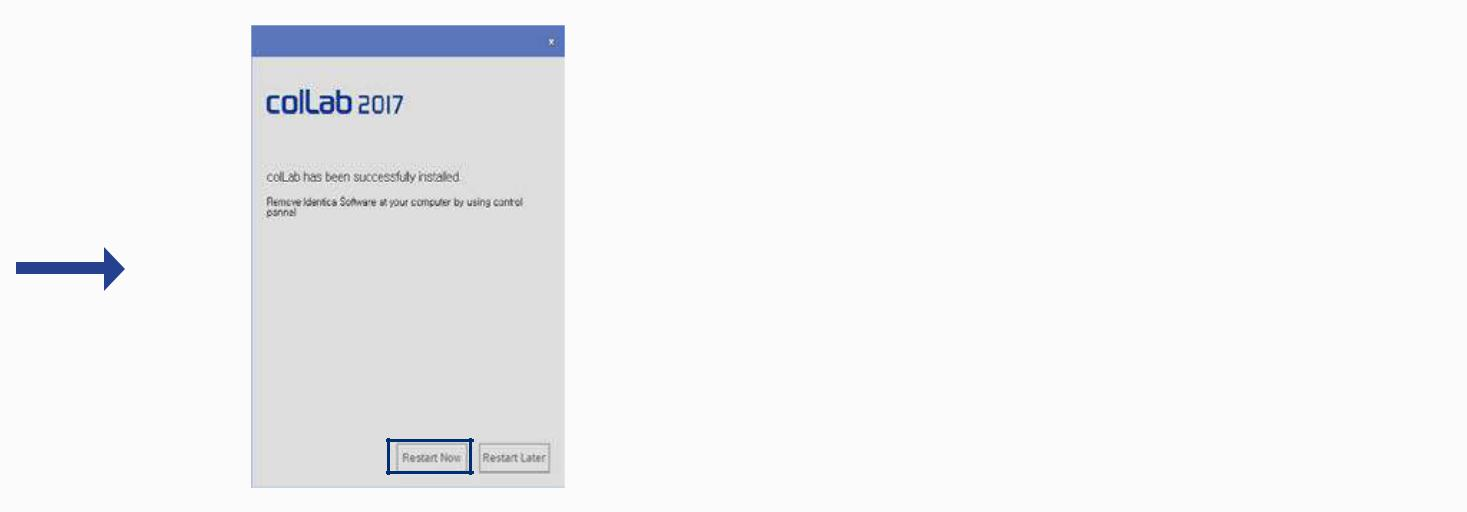 x
colLab 2017
colLab has been successfully installed.
Remove Identica Software at your computer by using control
pannel
Restart Now
Restart Later